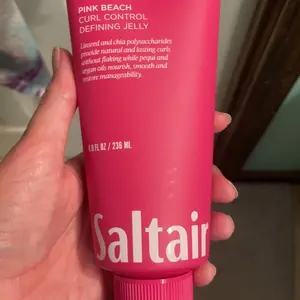 PINK BEACH
CURL CONTROL
DEFINING JELLY
Linseed and chia polysaccharides
provide natural and lasting curls
without flaking while pequi and
argan oils nourish, smooth and
restore manageability.
8.0 FL OZ / 236 ML
Saltair